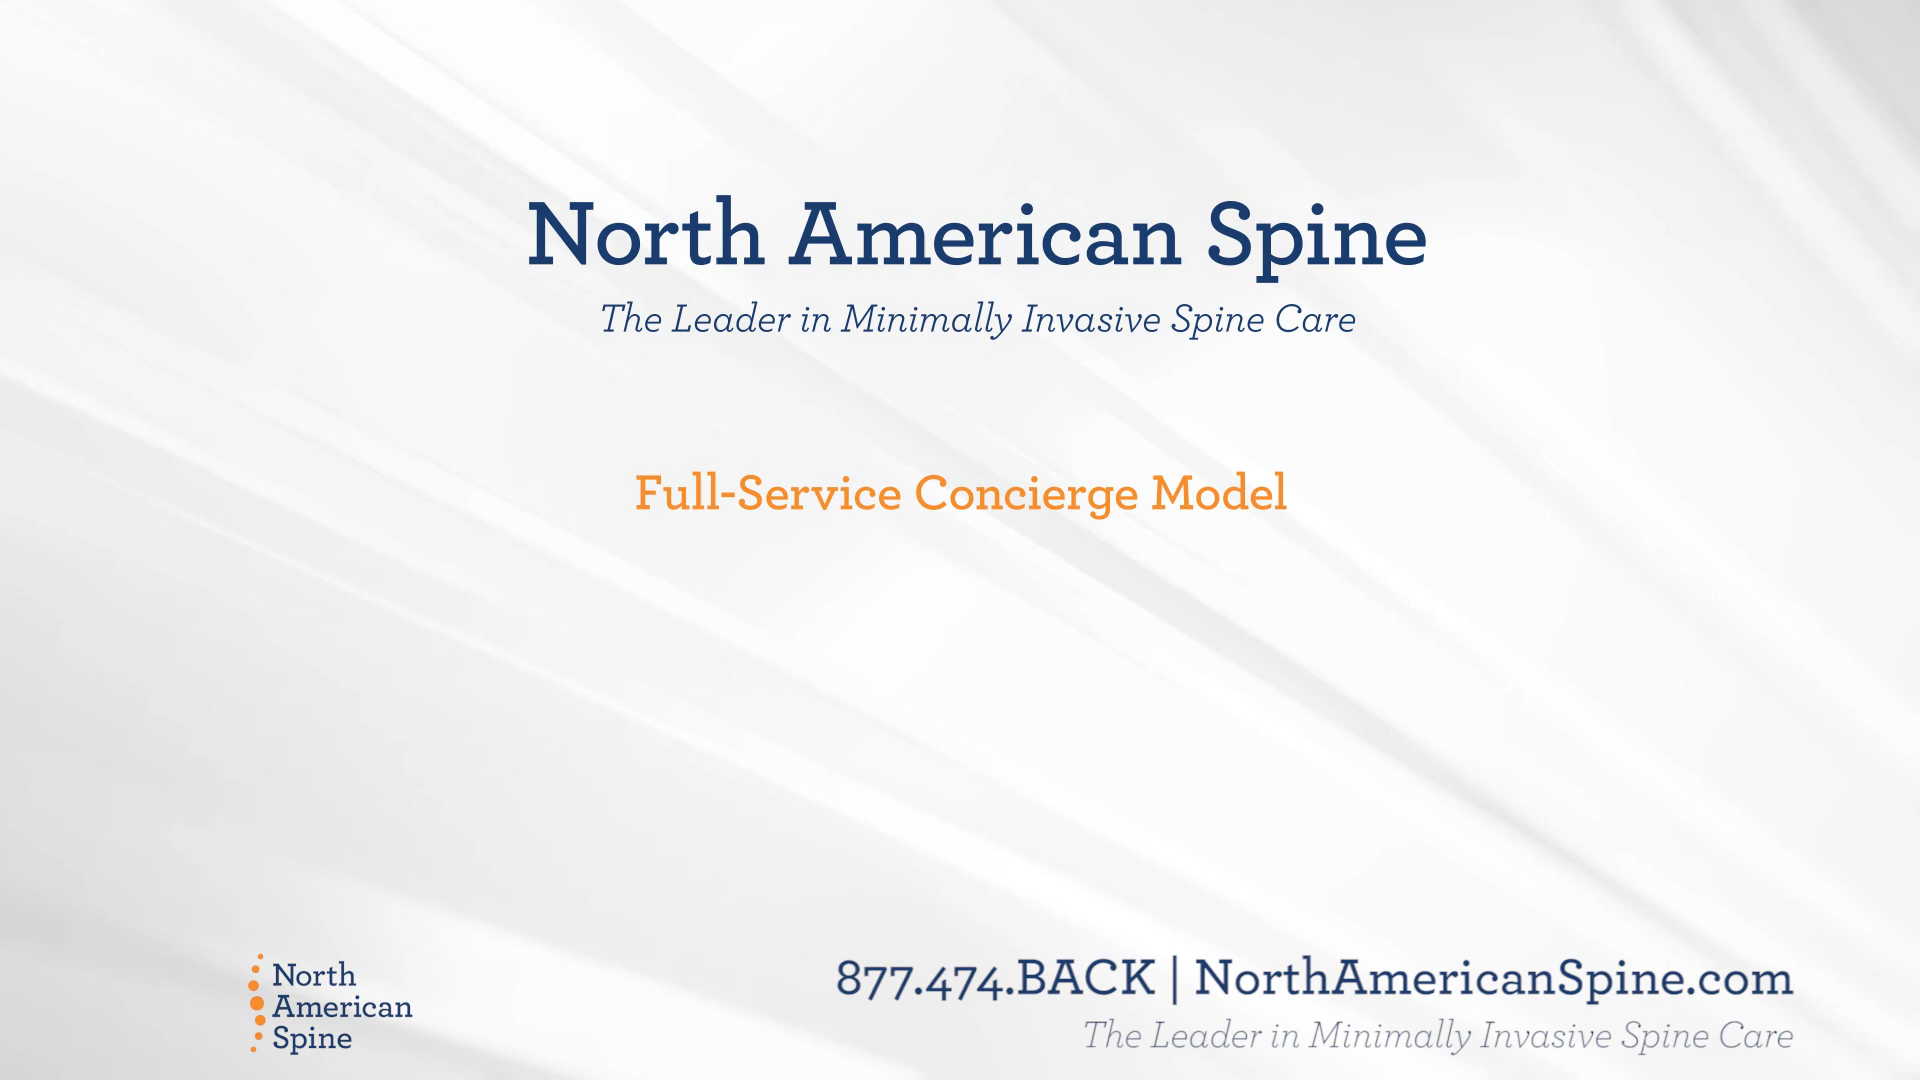 North American Spine
The Leader in Minimally Invasive Spine Care
Full-Service Concierge Model
North
American
Spine
877.474.BACK | NorthAmericanSpine.com
The Leader in Minimally Invasive Spine Care